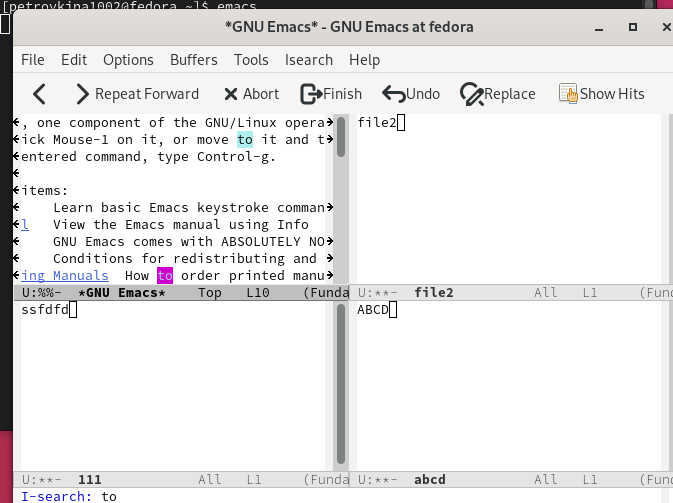 [petrovkina1002@fedora ~]$ emacs
*GNU Emacs* - GNU Emacs at fedora
File Edit Options Buffers Tools Isearch Help
Repeat Forward Abort Finish Undo Replace Show Hits
, one component of the GNU/Linux opera
ick Mouse-1 on it, or move to it and t
entered command, type Control-g.
items:
Learn basic Emacs keystroke comman
l View the Emacs manual using Info
GNU Emacs comes with ABSOLUTELY NO
Conditions for redistributing and
ing Manuals How to order printed manu
U:%%- *GNU Emacs* Top L10 (Funda
file2
U:**- file2 All L1 (Fun
ssfdfd
U:**- 111 All L1 (Funda
ABCD
U:**- abcd All L1 (Fun
I-search: to